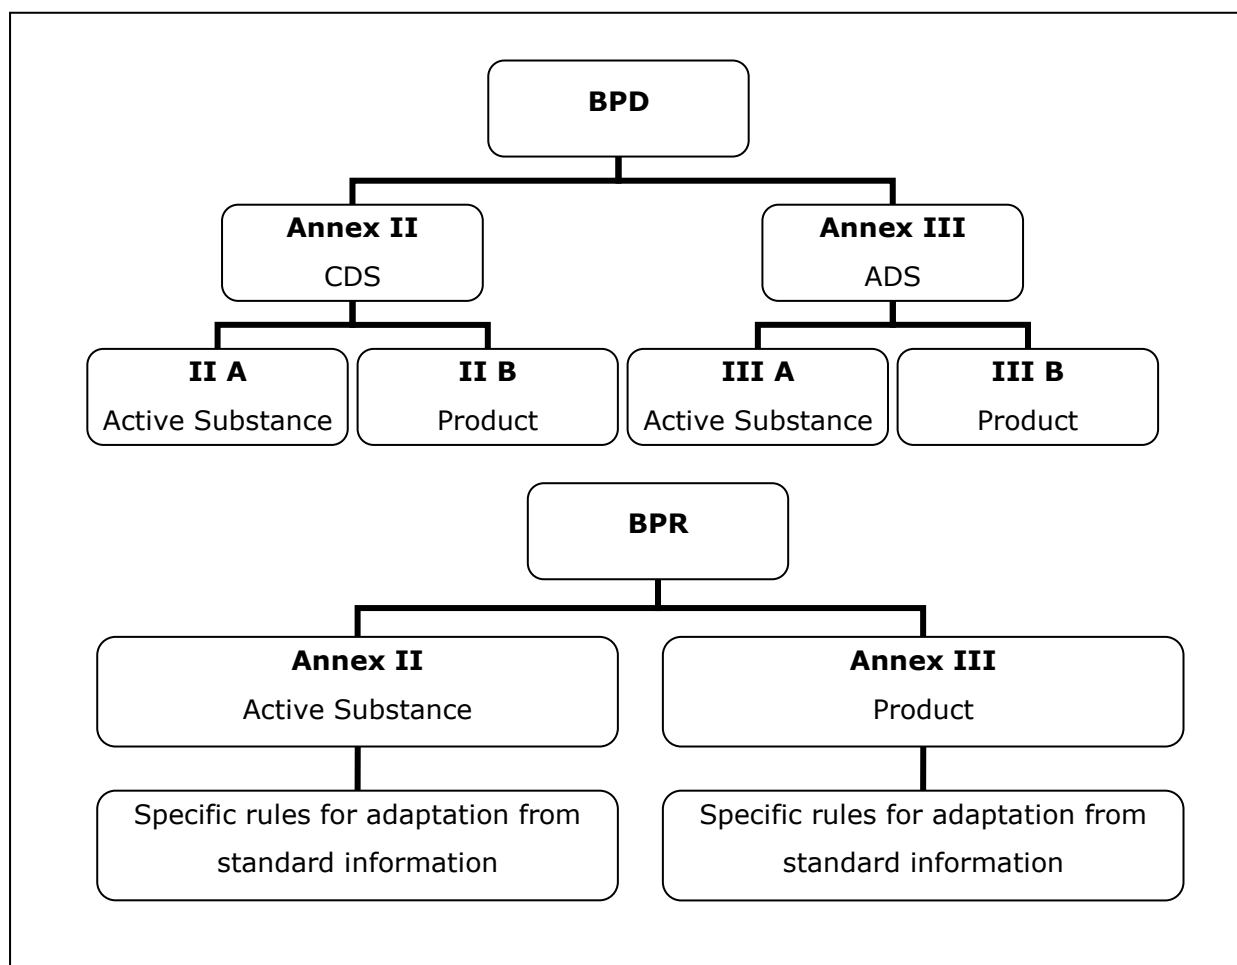 BPD
Annex II
CDS
Annex III
ADS
II A
Active Substance
II B
Product
III A
Active Substance
III B
Product
BPR
Annex II
Active Substance
Annex III
Product
Specific rules for adaptation from
standard information
Specific rules for adaptation from
standard information